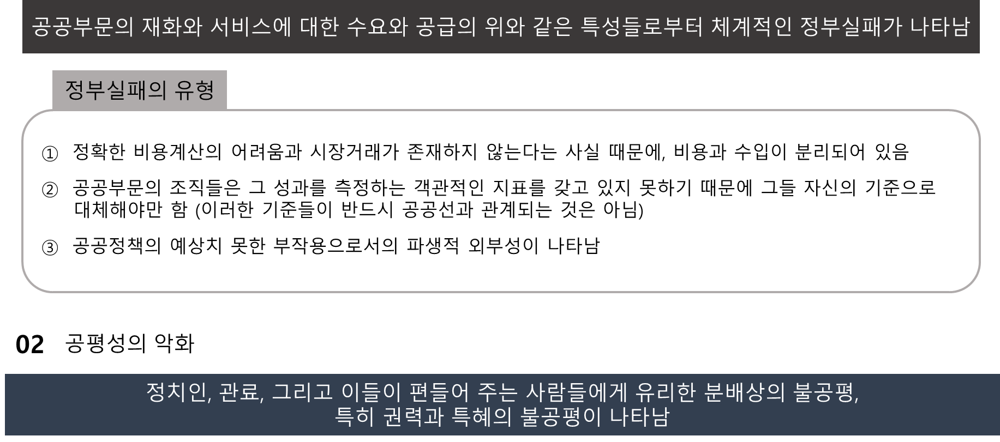 공공부문의 재화와 서비스에 대한 수요와 공급의 위와 같은 특성들로부터 체계적인 정부실패가 나타남
정부실패의 유형
① 정확한 비용계산의 어려움과 시장거래가 존재하지 않는다는 사실 때문에, 비용과 수입이 분리되어 있음
② 공공부문의 조직들은 그 성과를 측정하는 객관적인 지표를 갖고 있지 못하기 때문에 그들 자신의 기준으로
대체해야만 함 (이러한 기준들이 반드시 공공선과 관계되는 것은 아님)
③ 공공정책의 예상치 못한 부작용으로서의 파생적 외부성이 나타남
02 공평성의 악화
정치인, 관료, 그리고 이들이 편들어 주는 사람들에게 유리한 분배상의 불공평,
특히 권력과 특혜의 불공평이 나타남